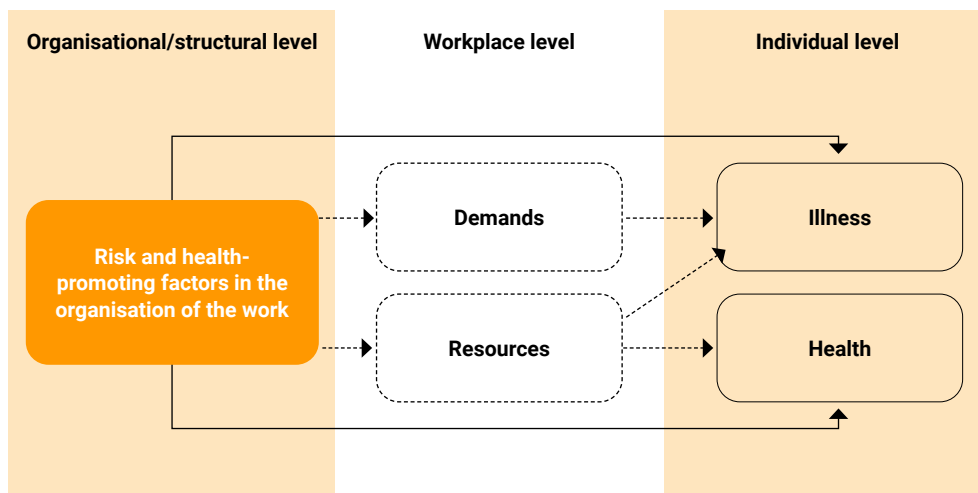 Organisational/structural level
Workplace level
Individual level
Risk and health-
promoting factors in the
organisation of the work
Demands
Illness
Resources
Health